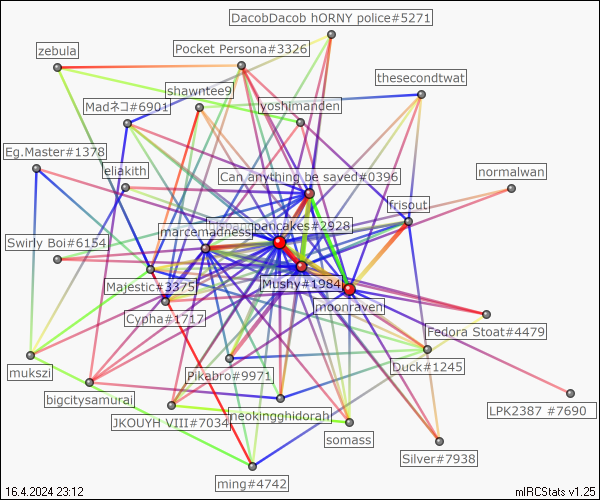 DacobDacob hORNY police#5271
zebula
Pocket Persona#3326
thesecondtwat
shawntee9
Madネコ#6901
yoshimanden
Eg.Master#1378
eliakith
Can anything be saved#0396
normalwan
frisout
pancakes#2928
marcemadness
Swirly Boi#6154
Majestic#3375
Mushy#1984
moonraven
Cypha#1717
Fedora Stoat#4479
mukszi
Pikabro#9971
Duck#1245
bigcitysamurai
LPK2387 #7690
JKOUYH VIII#7034
neokingghidorah
somass
Silver#7938
ming#4742
16.4.2024 23:12
mIRCStats v1.25